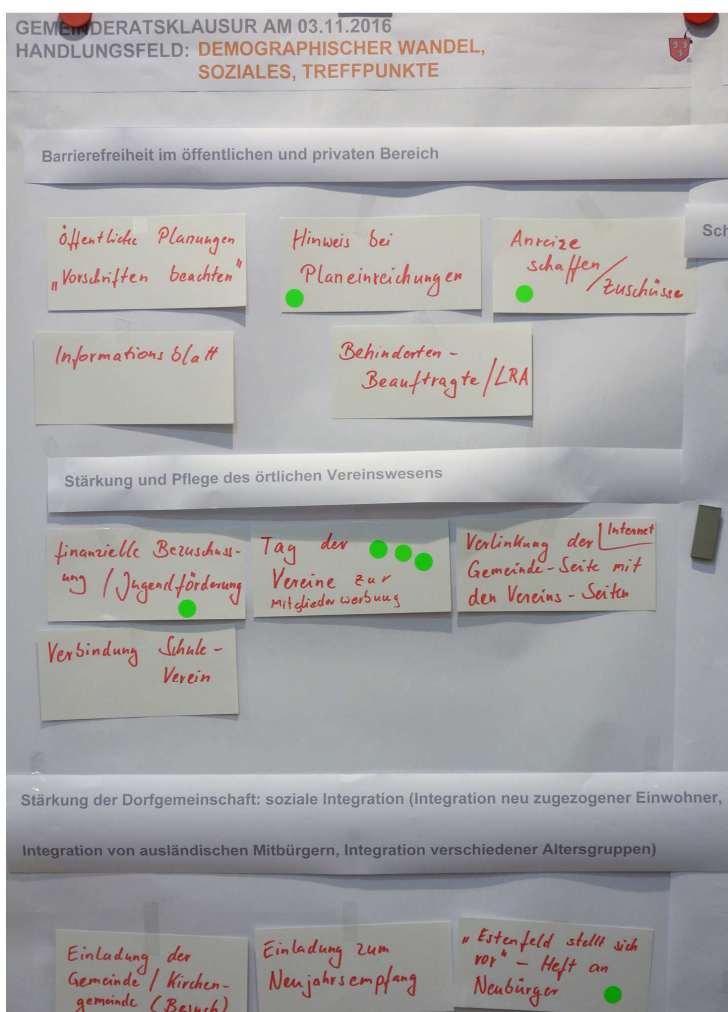 GEMEINDERATSKLAUSUR AM 03.11.2016
HANDLUNGSFELD: DEMOGRAPHISCHER WANDEL,
SOZIALES, TREFFPUNKTE
Barrierefreiheit im öffentlichen und privaten Bereich
öffentliche Planungen
„Vorschriften beachten"
Hinweis bei
Planeinreichungen
Anreize
schaffen/
Zuschüsse
Sch
Informationsblatt
Behinderten-
Beauftragte/LRA
Stärkung und Pflege des örtlichen Vereinswesens
finanzielle Bezuschuss-
ung / Jugendförderung
Tag der
Vereine zur
Mitgliederwerbung
Verlinkung der Internet
Gemeinde-Seite mit
den Vereins-Seiten
Verbindung Schule-
Verein
Stärkung der Dorfgemeinschaft: soziale Integration (Integration neu zugezogener Einwohner,
Integration von ausländischen Mitbürgern, Integration verschiedener Altersgruppen)
Einladung der
Gemeinde / Kirchen-
gemeinde (Besuch)
Einladung zum
Neujahrsempfang
„Estenfeld stellt sich
vor" - Heft an
Neubürger